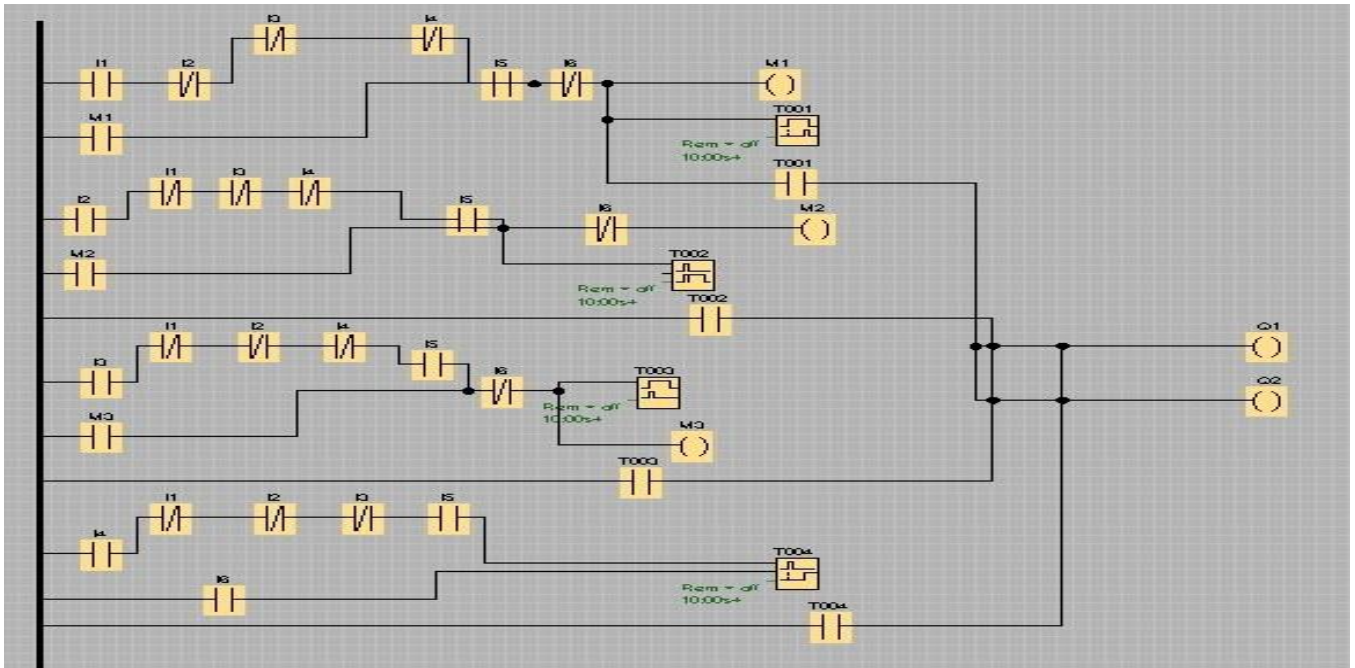 I3 I4
I1 I2 I5 I6 M1
T001
M1
Rem = off
10:00s+
I1 I3 I4 T001
I2 I5 I6 M2
M2 T002
Rem = off
10:00s+
T002
I1 I2 I4 Q1
I3 I5
I6 T003 Q2
Rem = off
10:00s+
M3 M3
T003
I1 I2 I3 I5
I4 T004
I6 Rem = off
10:00s+
T004